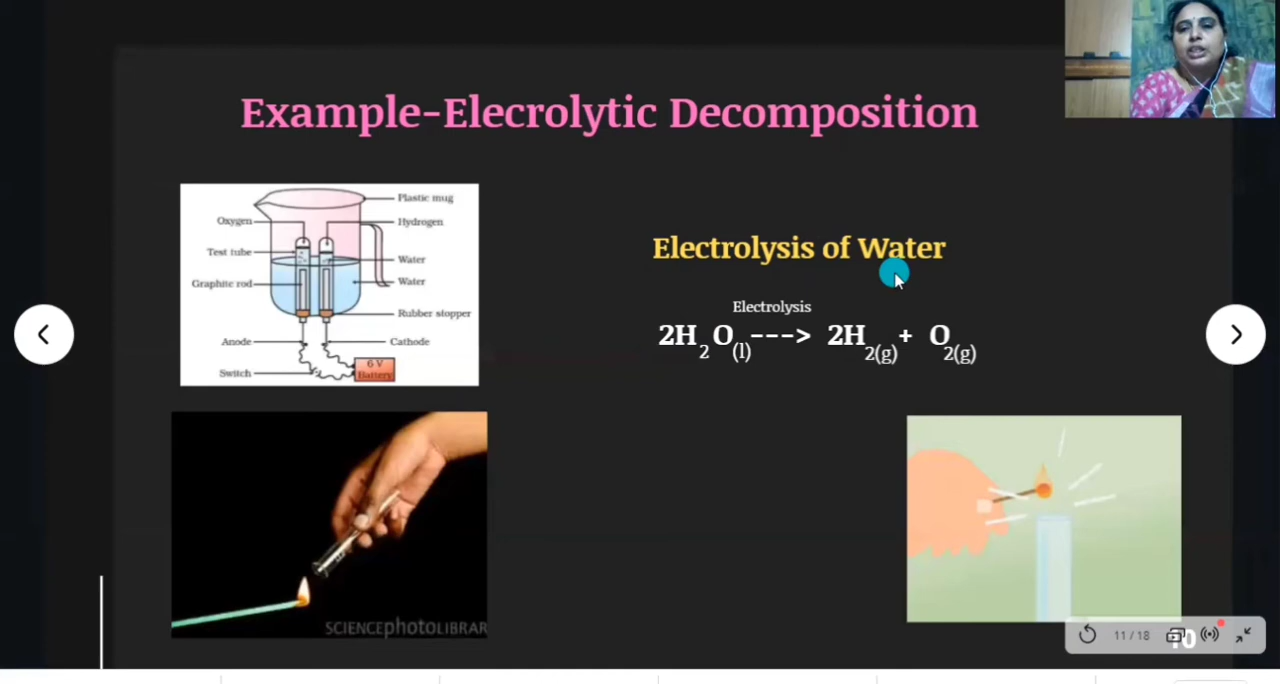 Example-Elecrolytic Decomposition
Plastic mug
Oxygen
Hydrogen
Test tube
Water
Graphite rod
Water
Rubber stopper
Anode
Cathode
Switch
6 V
Battery
Electrolysis of Water
Electrolysis
2H2O(l)---> 2H2(g)+ O2(g)
SCIENCEphotoLIBRAR
11 / 18
10